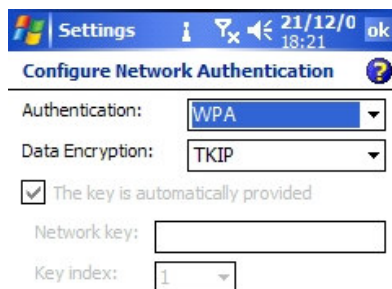 Settings 21/12/0 ok
18:21
Configure Network Authentication
Authentication: WPA
Data Encryption: TKIP
The key is automatically provided
Network key:
Key index: 1